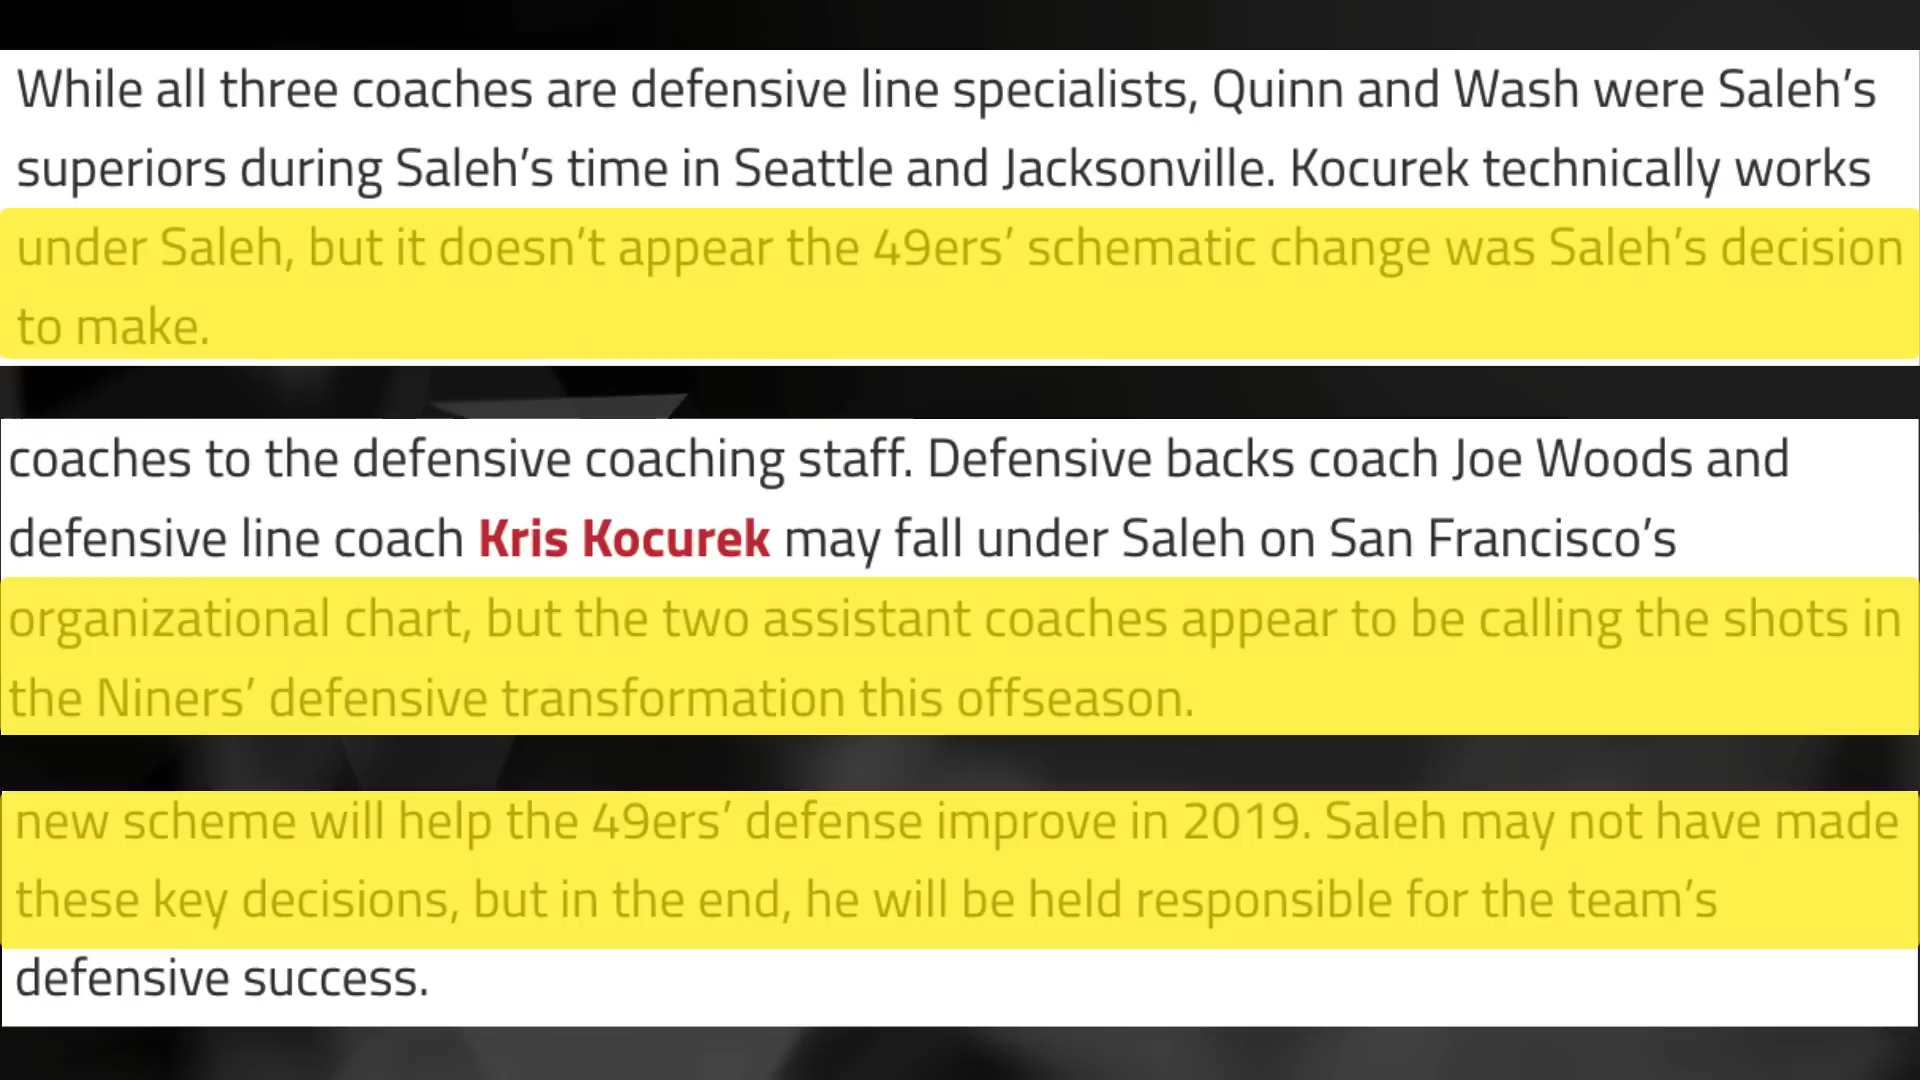 While all three coaches are defensive line specialists, Quinn and Wash were Saleh’s
superiors during Saleh’s time in Seattle and Jacksonville. Kocurek technically works
under Saleh, but it doesn’t appear the 49ers’ schematic change was Saleh’s decision
to make.
coaches to the defensive coaching staff. Defensive backs coach Joe Woods and
defensive line coach Kris Kocurek may fall under Saleh on San Francisco’s
organizational chart, but the two assistant coaches appear to be calling the shots in
the Niners’ defensive transformation this offseason.
new scheme will help the 49ers’ defense improve in 2019. Saleh may not have made
these key decisions, but in the end, he will be held responsible for the team’s
defensive success.